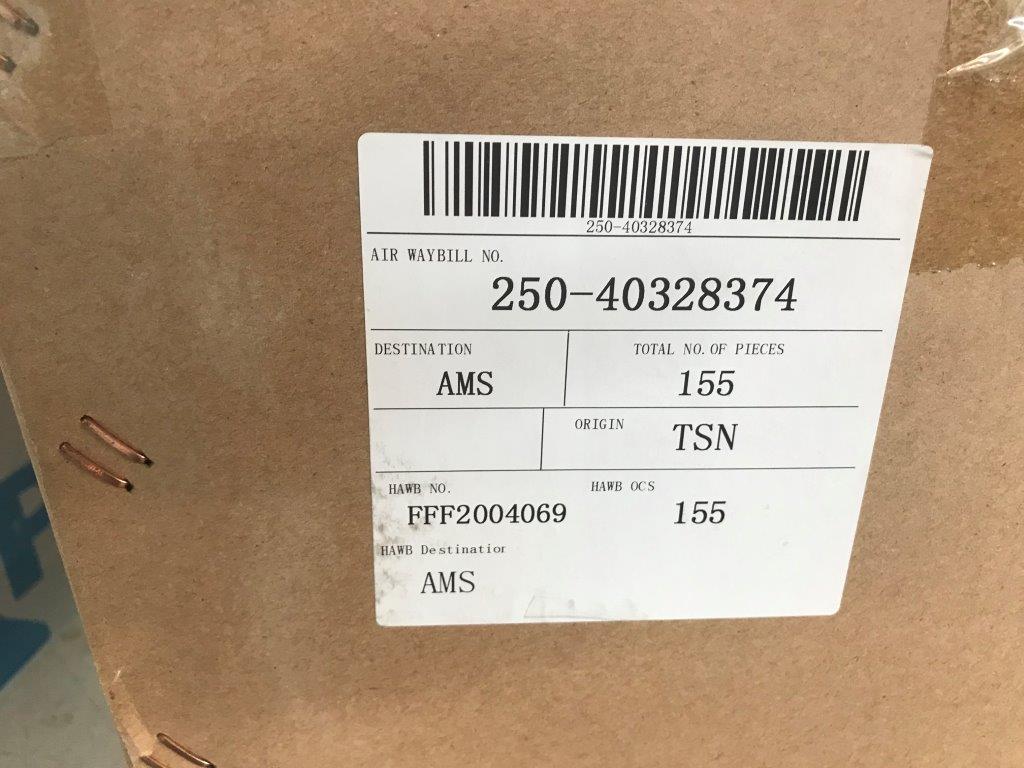 250-40328374
AIR WAYBILL NO.
250-40328374
DESTINATION
AMS
TOTAL NO.OF PIECES
155
ORIGIN
TSN
HAWB NO.
FFF2004069
HAWB OCS
155
HAWB Destination
AMS